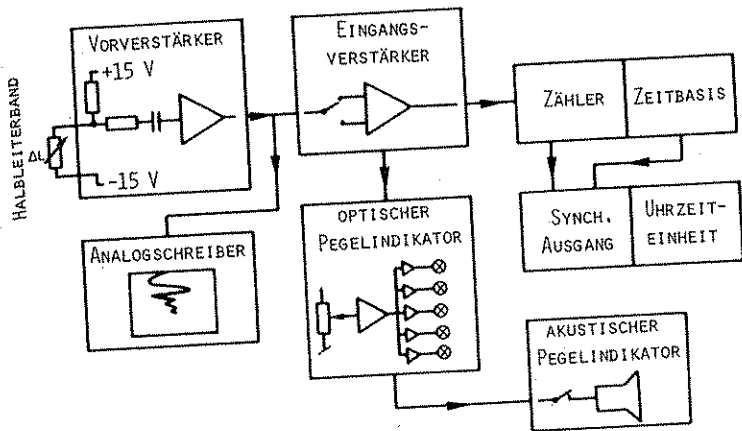 HALBLEITERBAND
ΔL
VORVERSTÄRKER
+15 V
-15 V
EINGANGS-
VERSTÄRKER
ZÄHLER
ZEITBASIS
SYNCH.
AUSGANG
UHRZEIT-
EINHEIT
ANALOGSCHREIBER
OPTISCHER
PEGELINDIKATOR
AKUSTISCHER
PEGELINDIKATOR